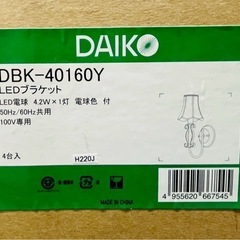 DAIKO
DBK-40160Y
LEDブラケット
LED電球 4.2W×1灯 電球色 付
50Hz/60Hz共用
100V専用
4台入
H220J
MADE IN CHINA
4 955620 667545